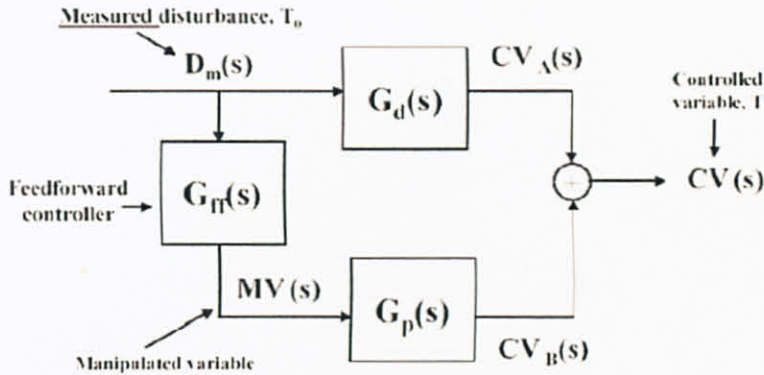 Measured disturbance, T₀
Dₘ(s)
G_d(s)
CV_A(s)
Controlled
variable, T
Feedforward
controller
G_ff(s)
CV(s)
MV(s)
G_p(s)
CV_B(s)
Manipulated variable